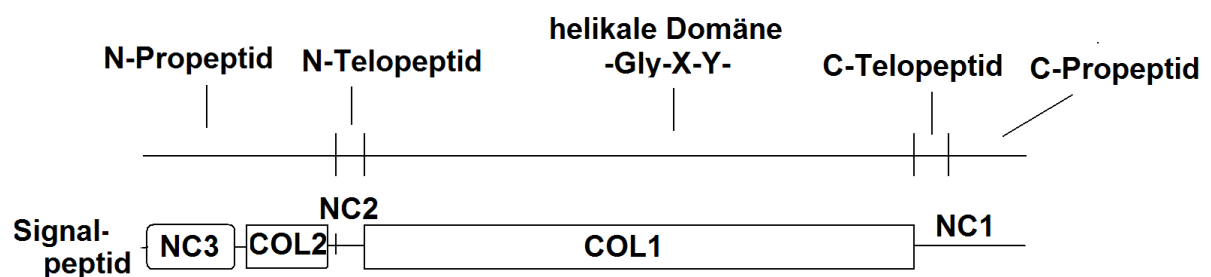 helikale Domäne
-Gly-X-Y-
N-Propeptid
N-Telopeptid
C-Telopeptid
C-Propeptid
NC2
Signal-
peptid
NC3
COL2
COL1
NC1